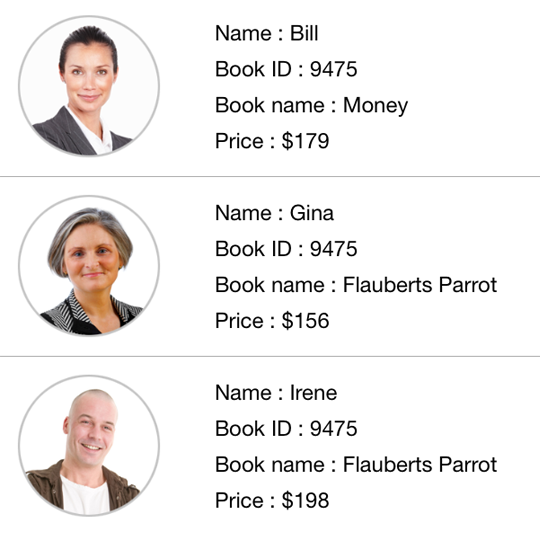 Name : Bill
Book ID : 9475
Book name : Money
Price : $179
Name : Gina
Book ID : 9475
Book name : Flauberts Parrot
Price : $156
Name : Irene
Book ID : 9475
Book name : Flauberts Parrot
Price : $198